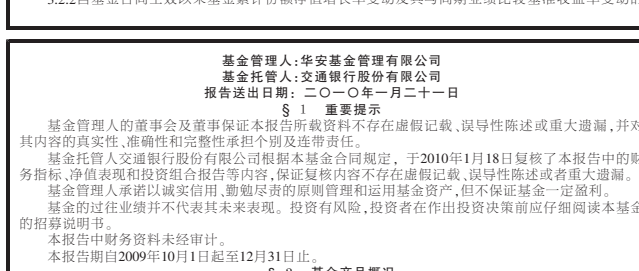 3.2.2自基金合同生效以来基金累计份额净值增长率变动及其与同期业绩比较基准收益率变动的
基金管理人:华安基金管理有限公司
基金托管人:交通银行股份有限公司
报告送出日期:二〇一〇年一月二十一日
§ 1 重要提示
基金管理人的董事会及董事保证本报告所载资料不存在虚假记载、误导性陈述或重大遗漏,并对
其内容的真实性、准确性和完整性承担个别及连带责任。
基金托管人交通银行股份有限公司根据本基金合同规定,于2010年1月18日复核了本报告中的财
务指标、净值表现和投资组合报告等内容,保证复核内容不存在虚假记载、误导性陈述或者重大遗漏。
基金管理人承诺以诚实信用、勤勉尽责的原则管理和运用基金资产,但不保证基金一定盈利。
基金的过往业绩并不代表其未来表现。投资有风险,投资者在作出投资决策前应仔细阅读本基金
的招募说明书。
本报告中财务资料未经审计。
本报告期自2009年10月1日起至12月31日止。
§ 2 基金产品概况